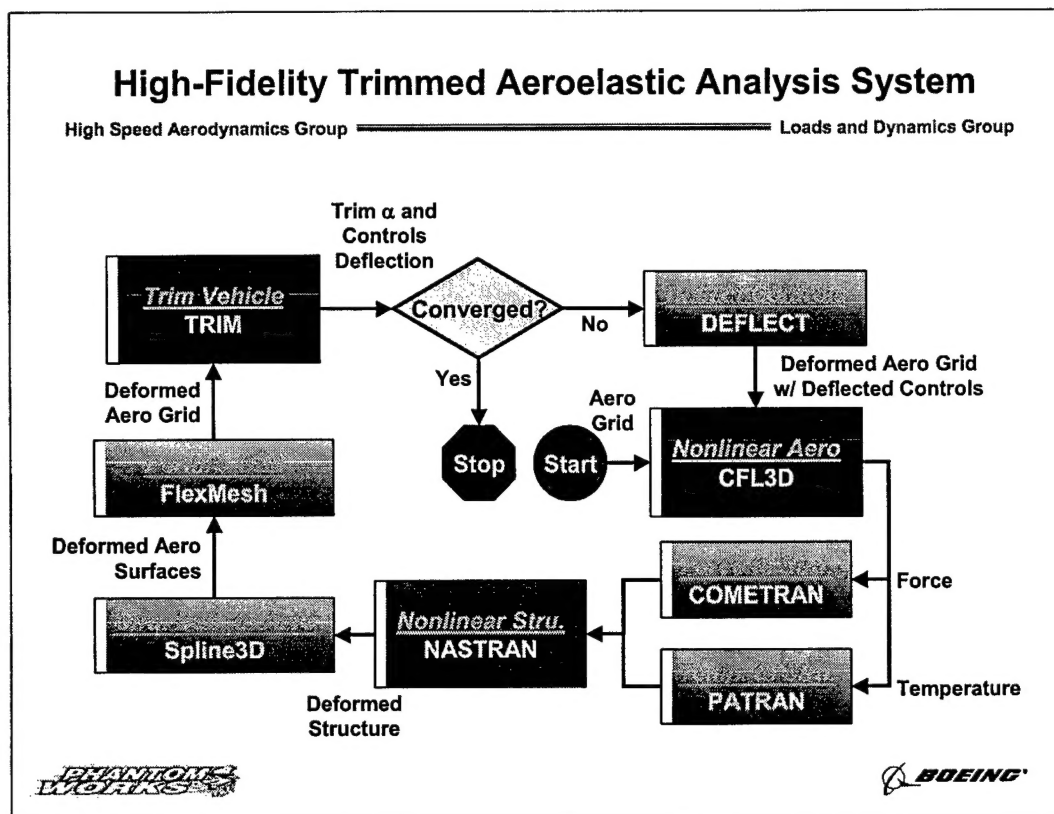 High-Fidelity Trimmed Aeroelastic Analysis System
High Speed Aerodynamics Group
Loads and Dynamics Group
Trim α and
Controls
Deflection
Trim Vehicle
TRIM
Converged?
No
DEFLECT
Yes
Deformed Aero Grid
w/ Deflected Controls
Deformed
Aero Grid
Aero
Grid
Stop
Start
Nonlinear Aero
CFL3D
FlexMesh
Deformed Aero
Surfaces
COMETRAN
Force
Spline3D
Nonlinear Stru.
NASTRAN
PATRAN
Temperature
Deformed
Structure
PHANTOM
WORKS
BOEING